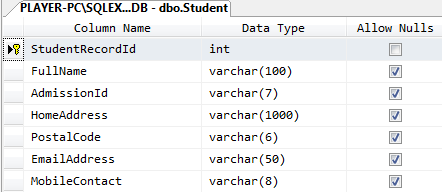 PLAYER-PC\SQLEX...DB - dbo.Student
Column Name Data Type Allow Nulls
StudentRecordId int
FullName varchar(100)
AdmissionId varchar(7)
HomeAddress varchar(1000)
PostalCode varchar(6)
EmailAddress varchar(50)
MobileContact varchar(8)